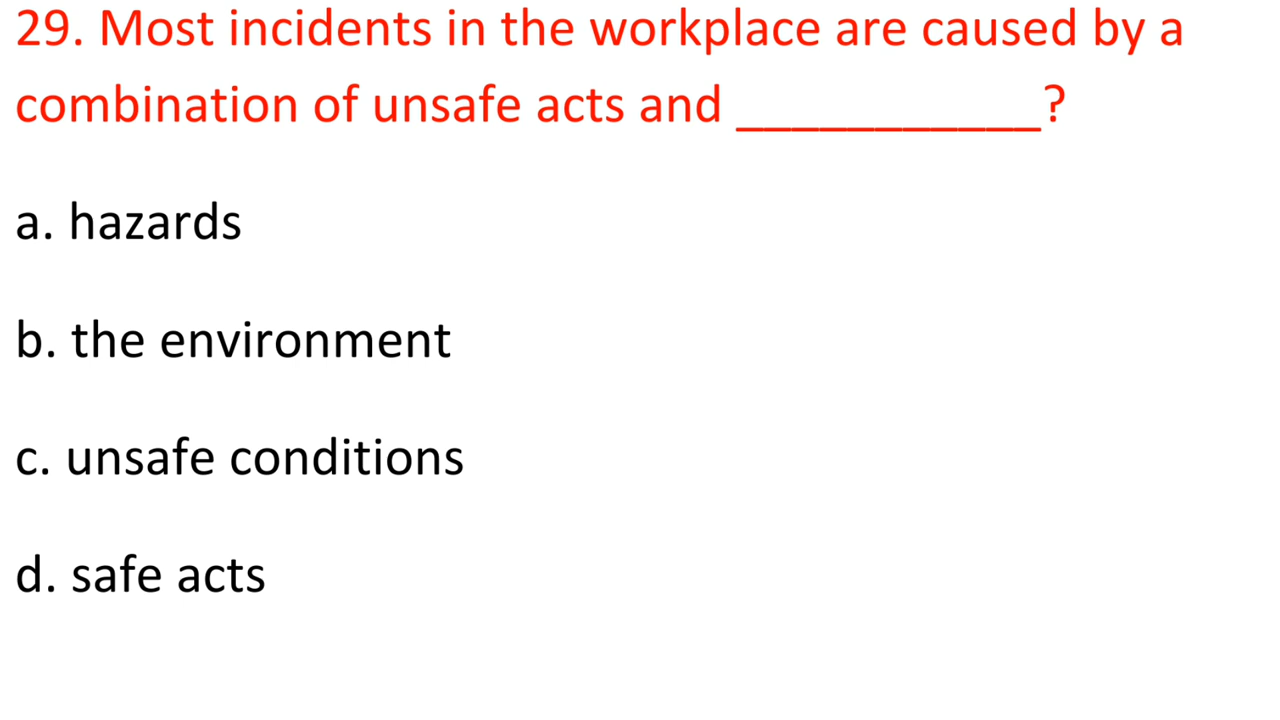 29. Most incidents in the workplace are caused by a
combination of unsafe acts and ___________?
a. hazards
b. the environment
c. unsafe conditions
d. safe acts